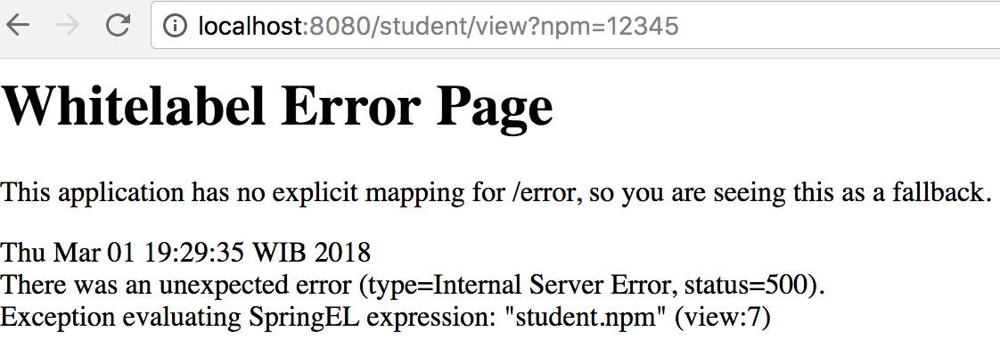 localhost:8080/student/view?npm=12345
Whitelabel Error Page
This application has no explicit mapping for /error, so you are seeing this as a fallback.
Thu Mar 01 19:29:35 WIB 2018
There was an unexpected error (type=Internal Server Error, status=500).
Exception evaluating SpringEL expression: "student.npm" (view:7)